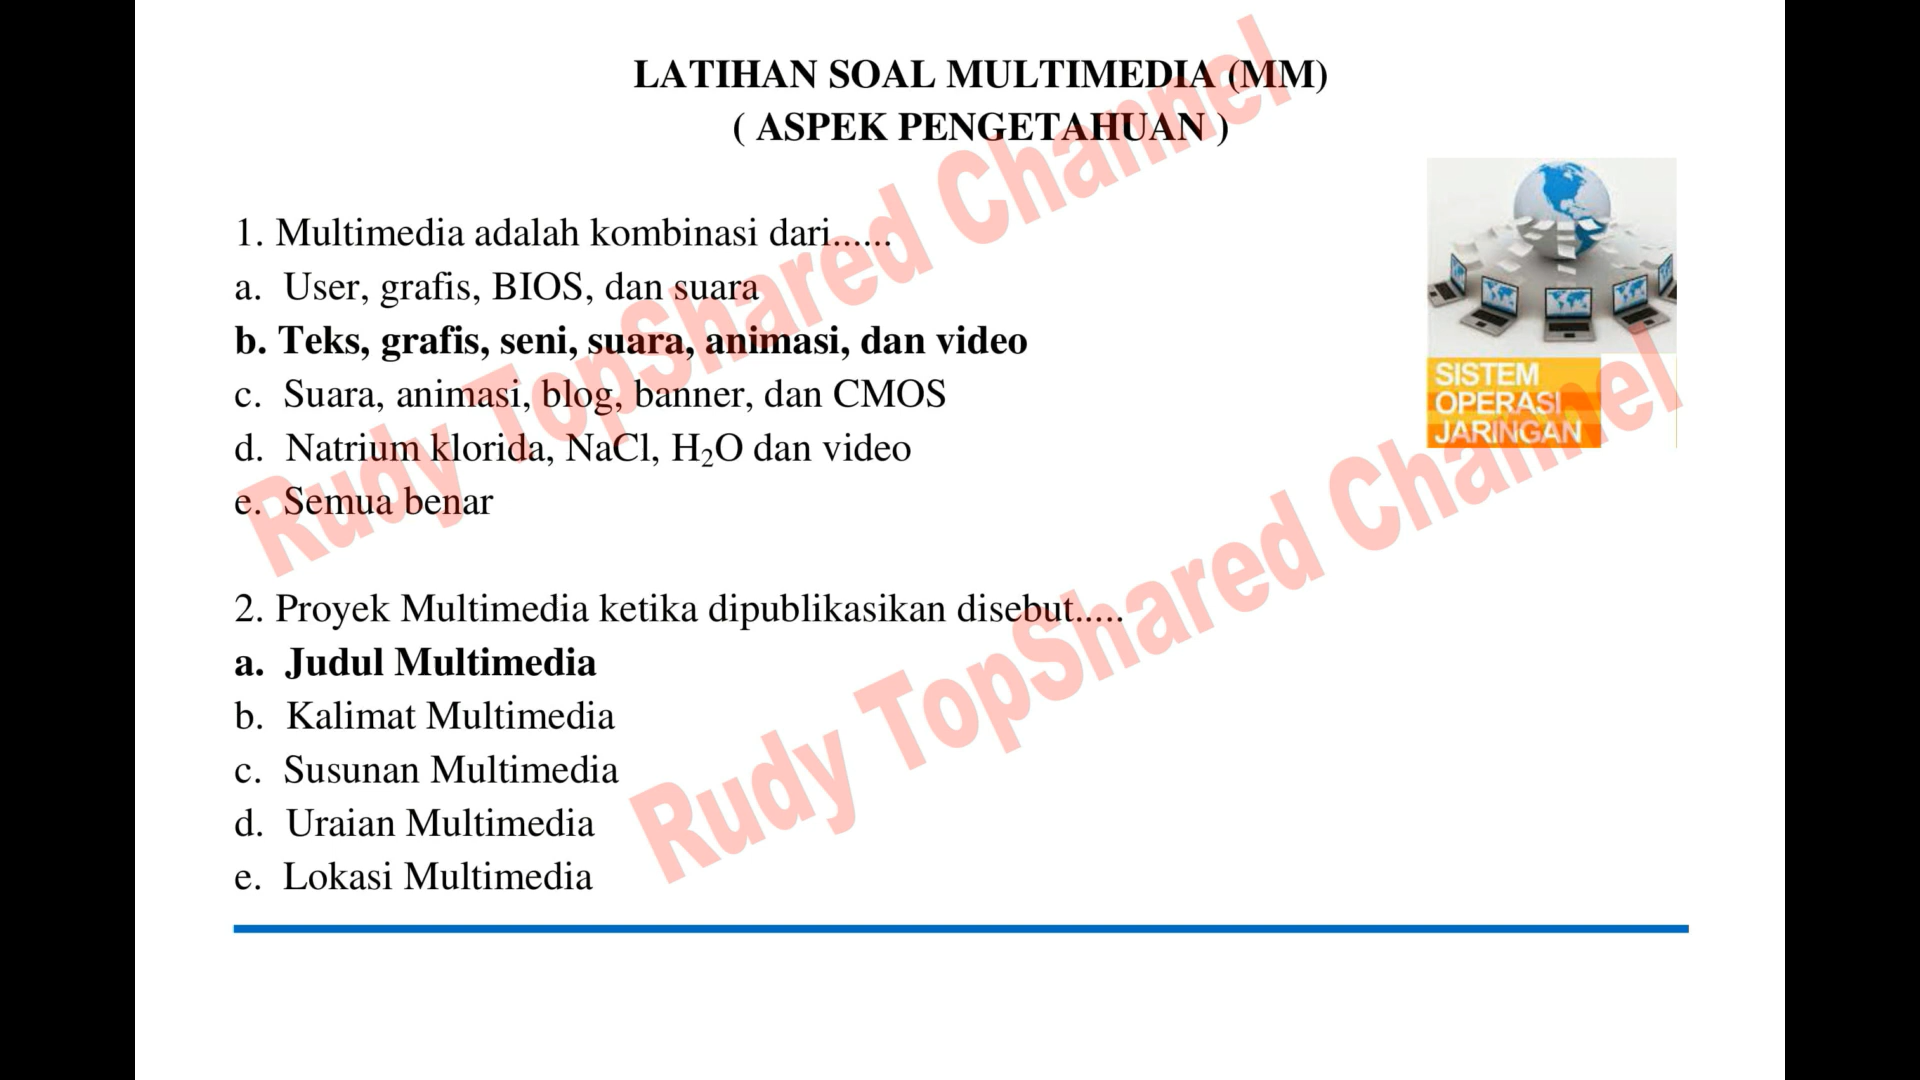 LATIHAN SOAL MULTIMEDIA (MM)
( ASPEK PENGETAHUAN )
1. Multimedia adalah kombinasi dari......
a. User, grafis, BIOS, dan suara
b. Teks, grafis, seni, suara, animasi, dan video
c. Suara, animasi, blog, banner, dan CMOS
d. Natrium klorida, NaCl, H₂O dan video
e. Semua benar
SISTEM
OPERASI
JARINGAN
2. Proyek Multimedia ketika dipublikasikan disebut.....
a. Judul Multimedia
b. Kalimat Multimedia
c. Susunan Multimedia
d. Uraian Multimedia
e. Lokasi Multimedia
Rudy TopShared Channel
Rudy TopShared Channel